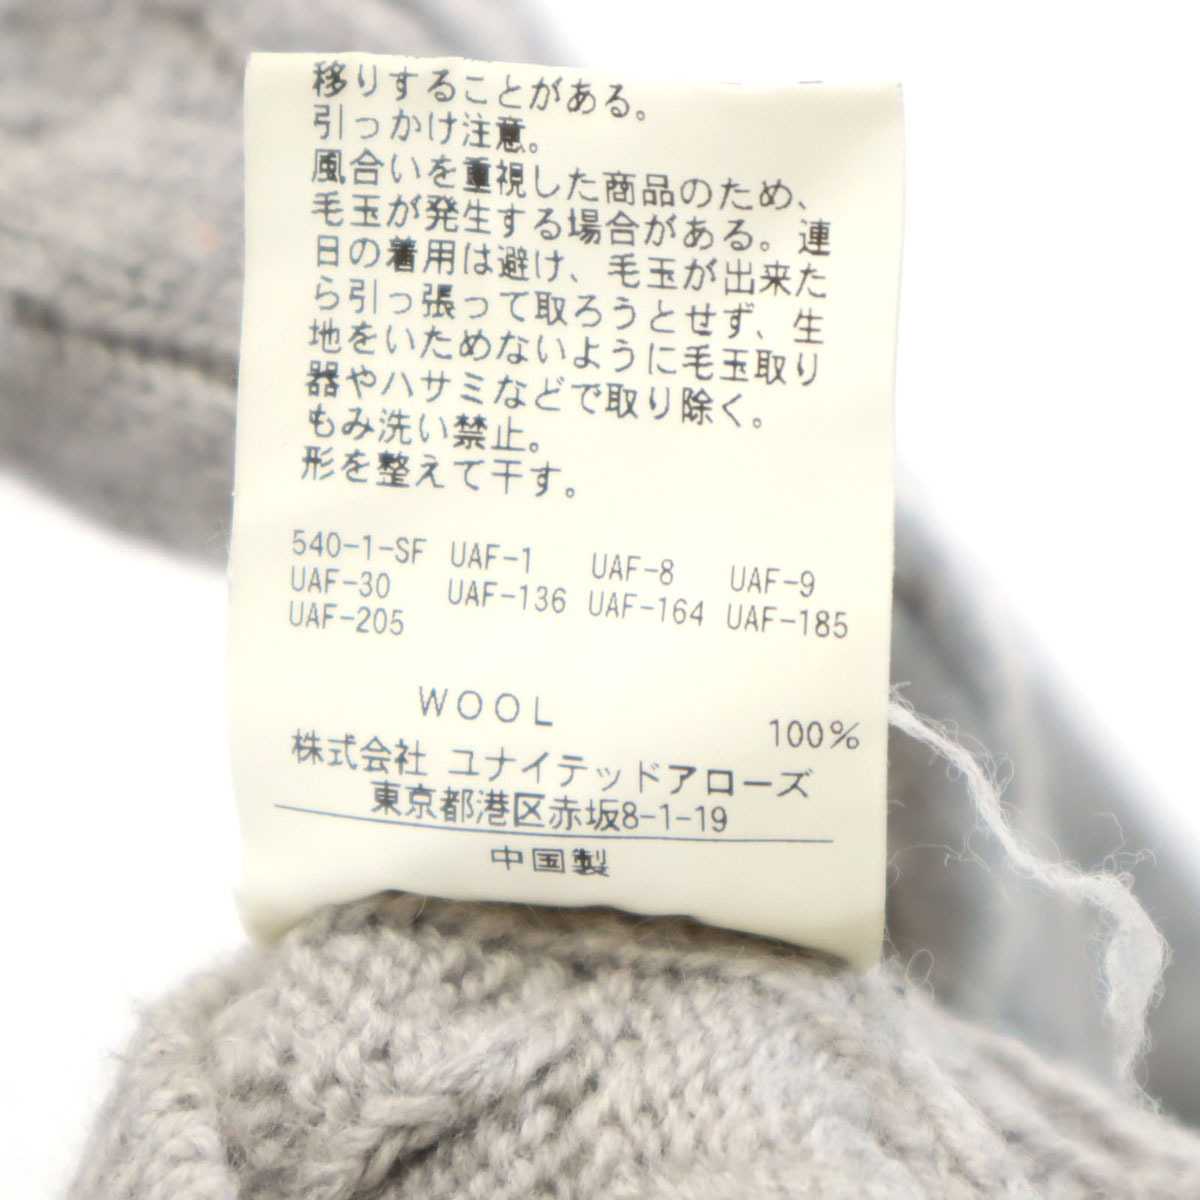 移りすることがある。
引っかけ注意。
風合いを重視した商品のため、
毛玉が発生する場合がある。連
日の着用は避け、毛玉が出来た
ら引っ張って取ろうとせず、生
地をいためないように毛玉取り
器やハサミなどで取り除く。
もみ洗い禁止。
形を整えて干す。
540-1-SF UAF-1 UAF-8 UAF-9
UAF-30 UAF-136 UAF-164 UAF-185
UAF-205
WOOL 100%
株式会社 ユナイテッドアローズ
東京都港区赤坂8-1-19
中国製